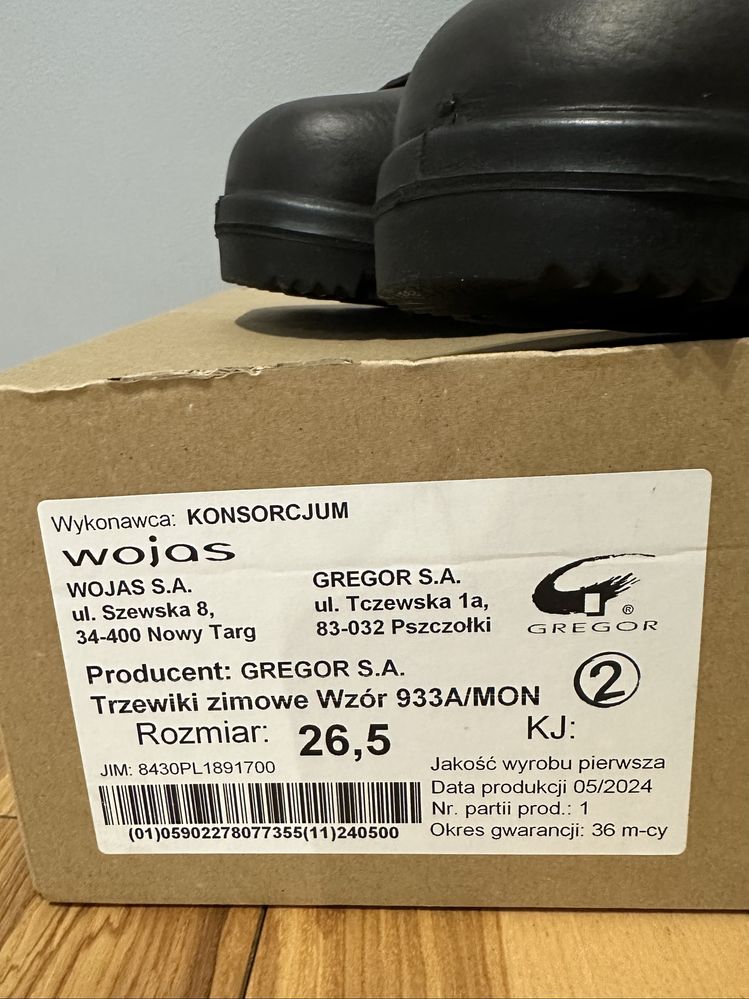 Wykonawca: KONSORCJUM
wojas
WOJAS S.A.
ul. Szewska 8,
34-400 Nowy Targ
GREGOR S.A.
ul. Tczewska 1a,
83-032 Pszczołki
®
GREGOR
Producent: GREGOR S.A.
2
Trzewiki zimowe Wzór 933A/MON
Rozmiar: 26,5
KJ:
JIM: 8430PL1891700
(01)05902278077355(11)240500
Jakość wyrobu pierwsza
Data produkcji 05/2024
Nr. partii prod.: 1
Okres gwarancji: 36 m-cy